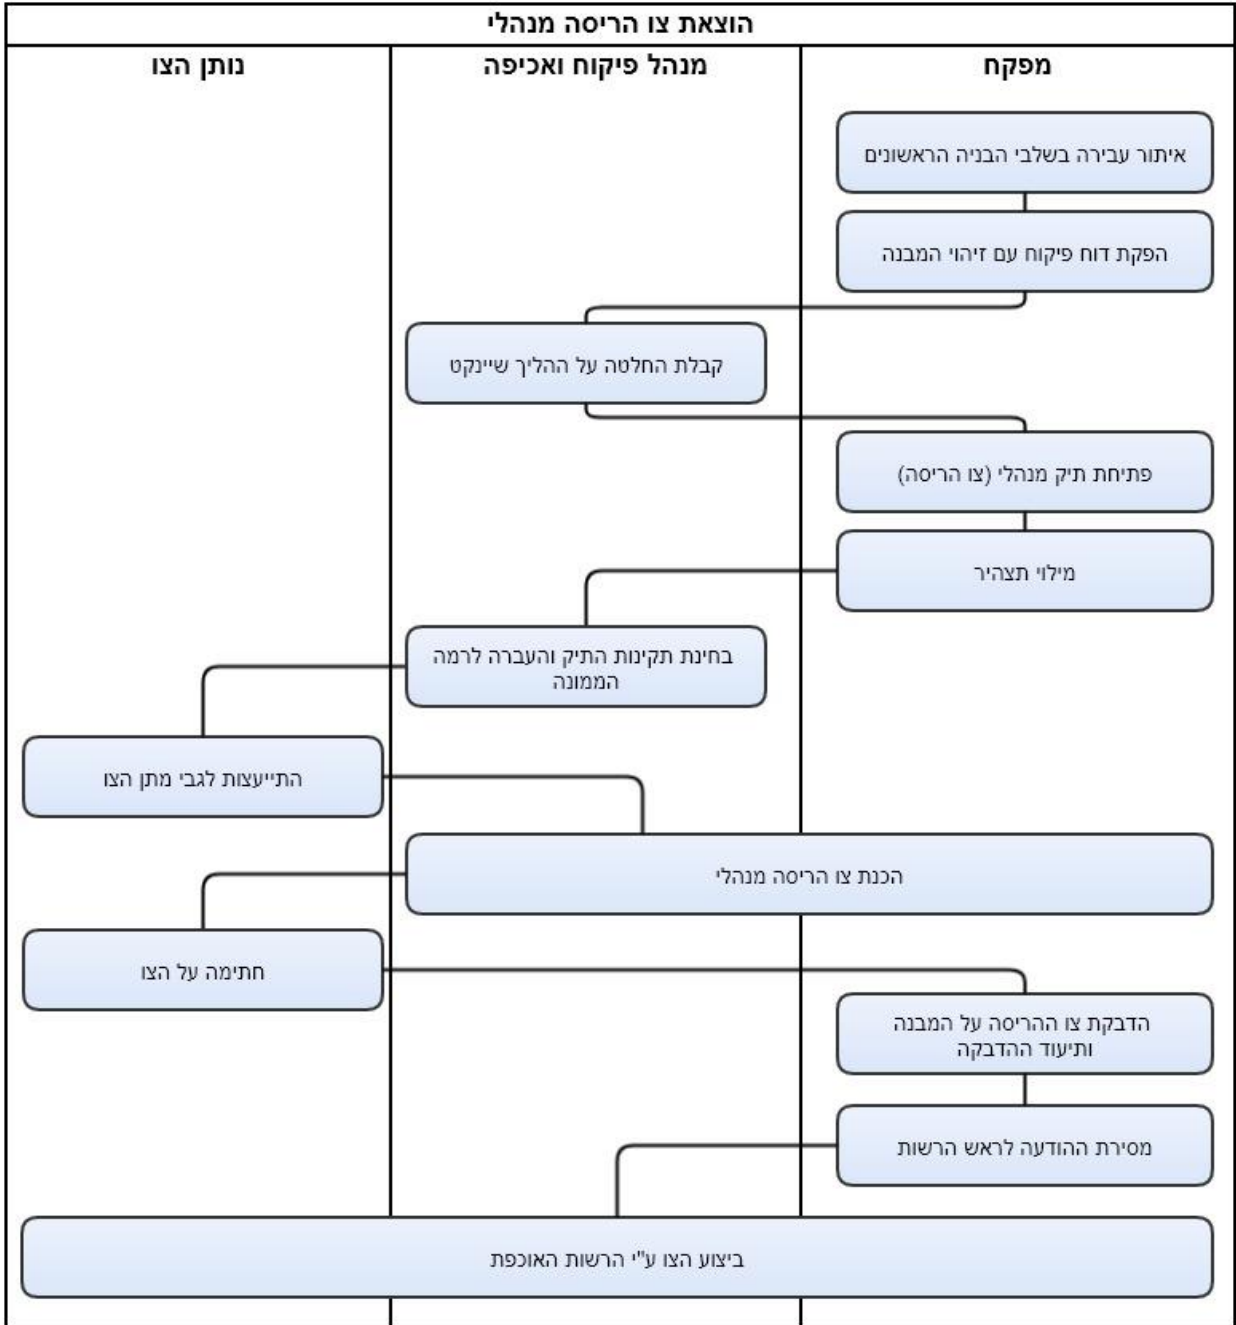 הוצאת צו הריסה מנהלי
מפקח
מנהל פיקוח ואכיפה
נותן הצו
איתור עבירה בשלבי הבניה הראשונים
הפקת דוח פיקוח עם זיהוי המבנה
קבלת החלטה על ההליך שיינקט
פתיחת תיק מנהלי (צו הריסה)
מילוי תצהיר
בחינת תקינות התיק והעברה לרמה
הממונה
התייעצות לגבי מתן הצו
הכנת צו הריסה מנהלי
חתימה על הצו
הדבקת צו ההריסה על המבנה
ותיעוד ההדבקה
מסירת ההודעה לראש הרשות
ביצוע הצו ע"י הרשות האוכפת